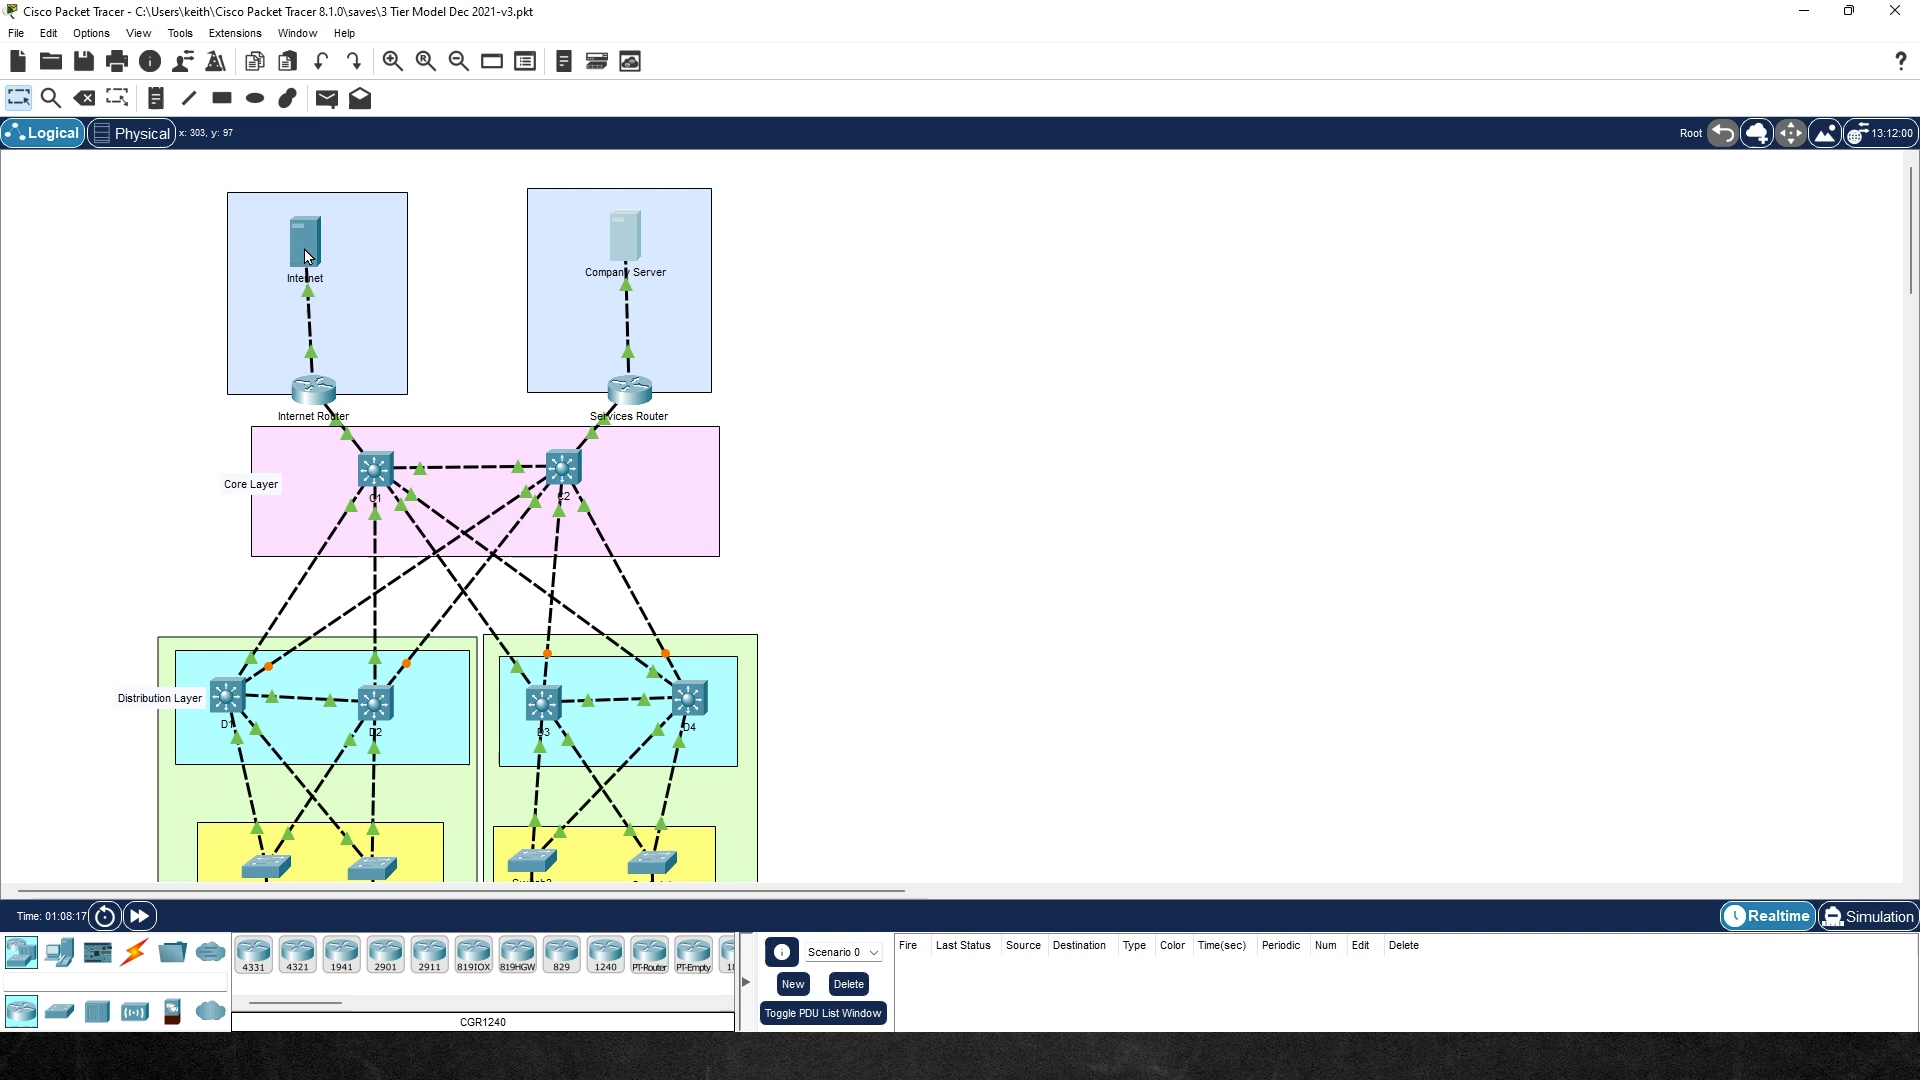 Cisco Packet Tracer - C:\Users\keith\Cisco Packet Tracer 8.1.0\saves\3 Tier Model Dec 2021-v3.pkt
File Edit Options View Tools Extensions Window Help
Logical Physical x: 303, y: 97 Root 13:12:00
Internet
Company Server
Internet Router
Services Router
Core Layer
C1
C2
Distribution Layer
D1
D2
D3
D4
Time: 01:08:17 Realtime Simulation
4331 4321 1941 2901 2911 819IOX 819HGW 829 1240 PT-Router PT-Empty
CGR1240
Scenario 0
New Delete
Toggle PDU List Window
Fire Last Status Source Destination Type Color Time(sec) Periodic Num Edit Delete